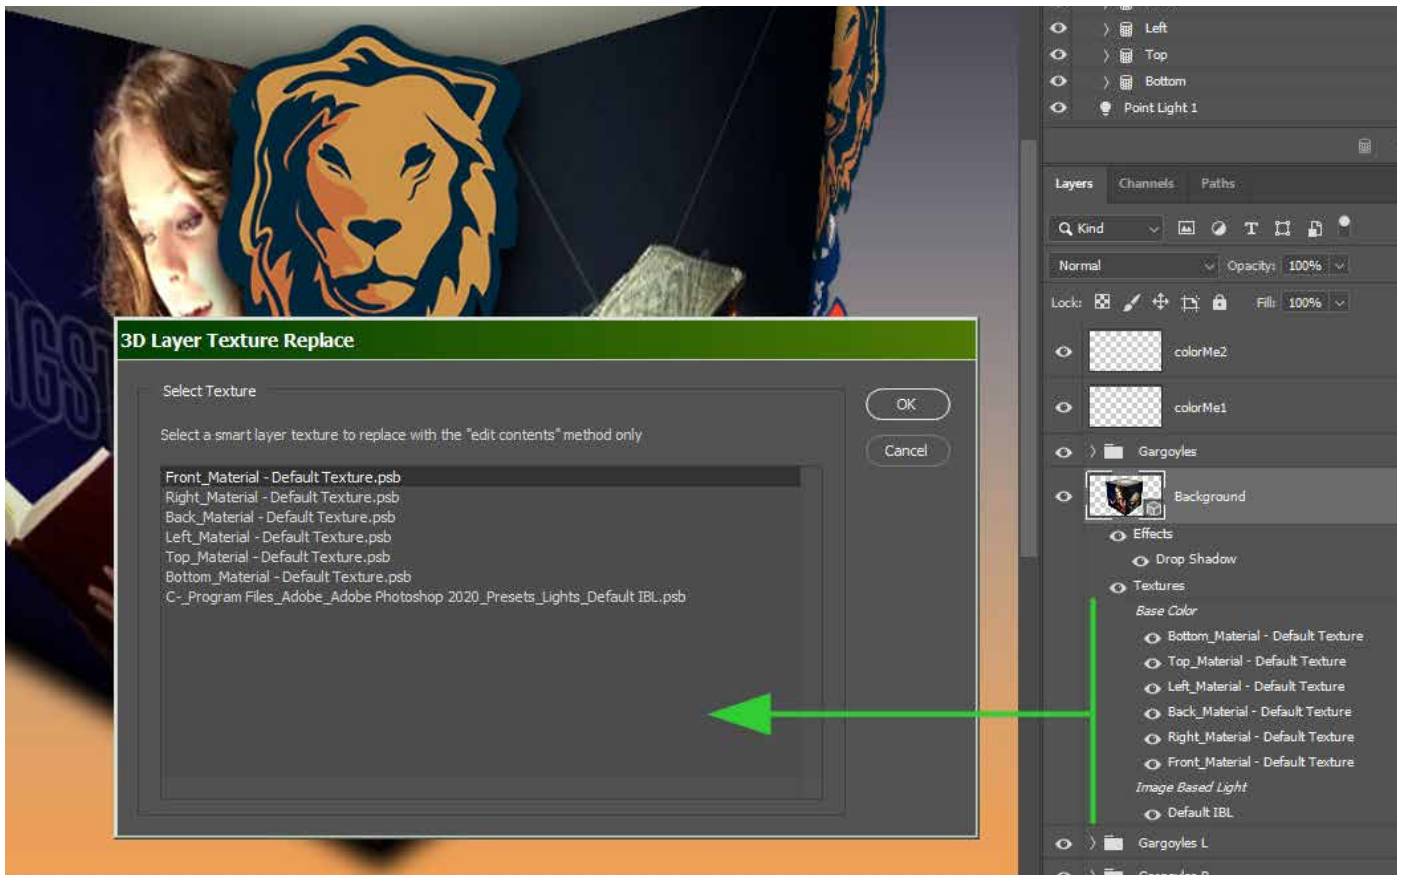 Left
Top
Bottom
Point Light 1
Layers Channels Paths
Kind
Normal Opacity: 100%
Lock: Fill: 100%
colorMe2
colorMe1
Gargoyles
Background
Effects
Drop Shadow
Textures
Base Color
Bottom_Material - Default Texture
Top_Material - Default Texture
Left_Material - Default Texture
Back_Material - Default Texture
Right_Material - Default Texture
Front_Material - Default Texture
Image Based Light
Default IBL
Gargoyles L
3D Layer Texture Replace
Select Texture
OK
Select a smart layer texture to replace with the "edit contents" method only
Cancel
Front_Material - Default Texture.psb
Right_Material - Default Texture.psb
Back_Material - Default Texture.psb
Left_Material - Default Texture.psb
Top_Material - Default Texture.psb
Bottom_Material - Default Texture.psb
C-_Program Files_Adobe_Adobe Photoshop 2020_Presets_Lights_Default IBL.psb